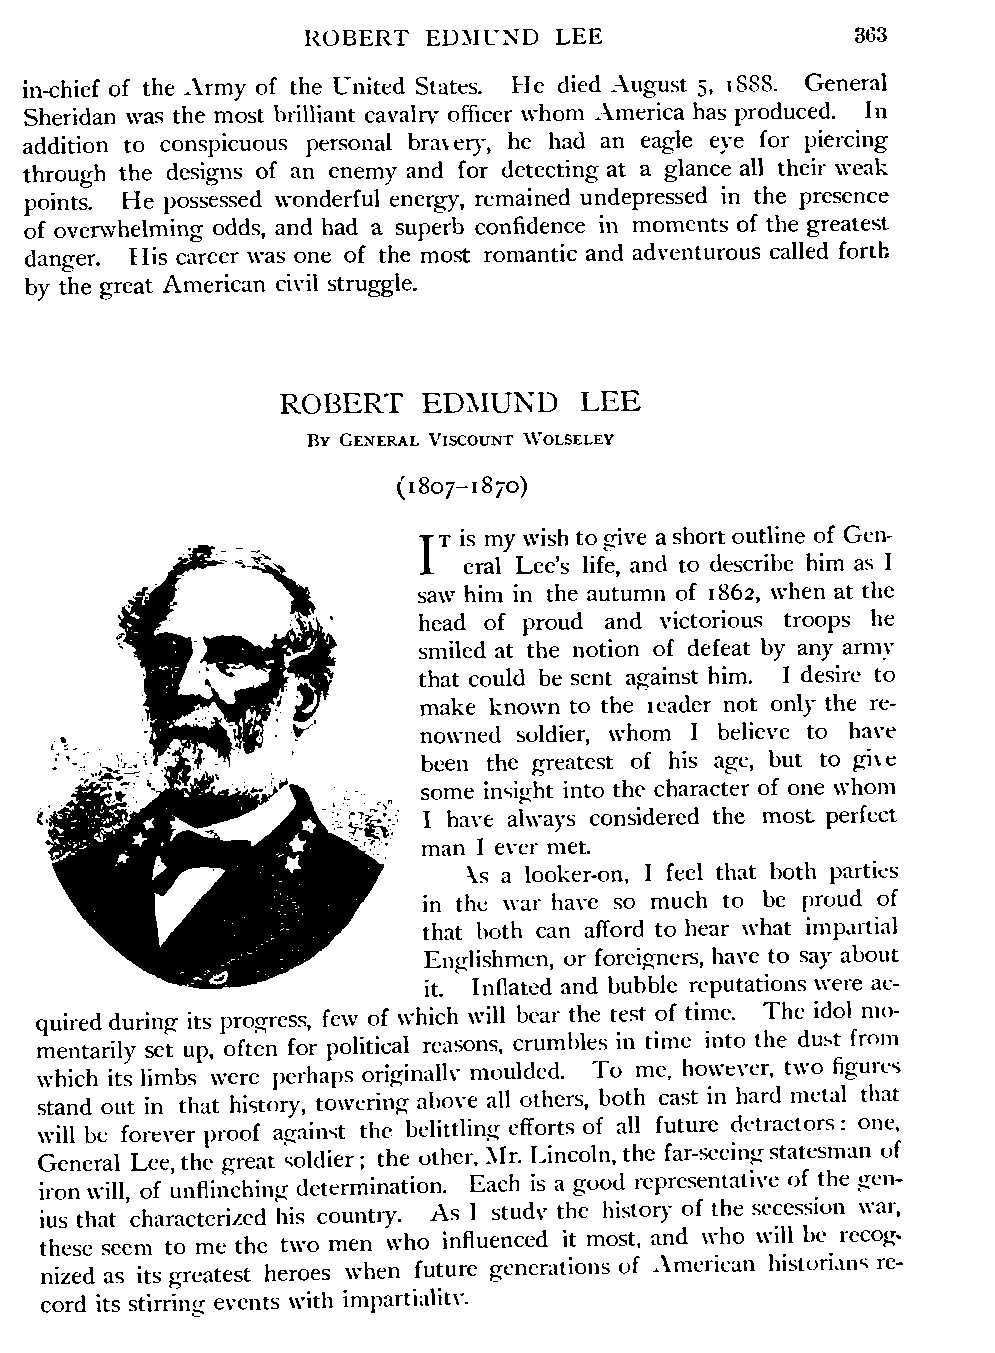 ROBERT EDMUND LEE 363
in-chief of the Army of the United States. He died August 5, 1888. General
Sheridan was the most brilliant cavalry officer whom America has produced. In
addition to conspicuous personal bravery, he had an eagle eye for piercing
through the designs of an enemy and for detecting at a glance all their weak
points. He possessed wonderful energy, remained undepressed in the presence
of overwhelming odds, and had a superb confidence in moments of the greatest
danger. His career was one of the most romantic and adventurous called forth
by the great American civil struggle.
ROBERT EDMUND LEE
BY GENERAL VISCOUNT WOLSELEY
(1807–1870)
IT is my wish to give a short outline of Gen-
eral Lee's life, and to describe him as I
saw him in the autumn of 1862, when at the
head of proud and victorious troops he
smiled at the notion of defeat by any army
that could be sent against him. I desire to
make known to the reader not only the re-
nowned soldier, whom I believe to have
been the greatest of his age, but to give
some insight into the character of one whom
I have always considered the most perfect
man I ever met.
As a looker-on, I feel that both parties
in the war have so much to be proud of
that both can afford to hear what impartial
Englishmen, or foreigners, have to say about
it. Inflated and bubble reputations were ac-
quired during its progress, few of which will bear the test of time. The idol mo-
mentarily set up, often for political reasons, crumbles in time into the dust from
which its limbs were perhaps originally moulded. To me, however, two figures
stand out in that history, towering above all others, both cast in hard metal that
will be forever proof against the belittling efforts of all future detractors: one,
General Lee, the great soldier; the other, Mr. Lincoln, the far-seeing statesman of
iron will, of unflinching determination. Each is a good representative of the gen-
ius that characterized his country. As I study the history of the secession war,
these seem to me the two men who influenced it most, and who will be recog-
nized as its greatest heroes when future generations of American historians re-
cord its stirring events with impartiality.